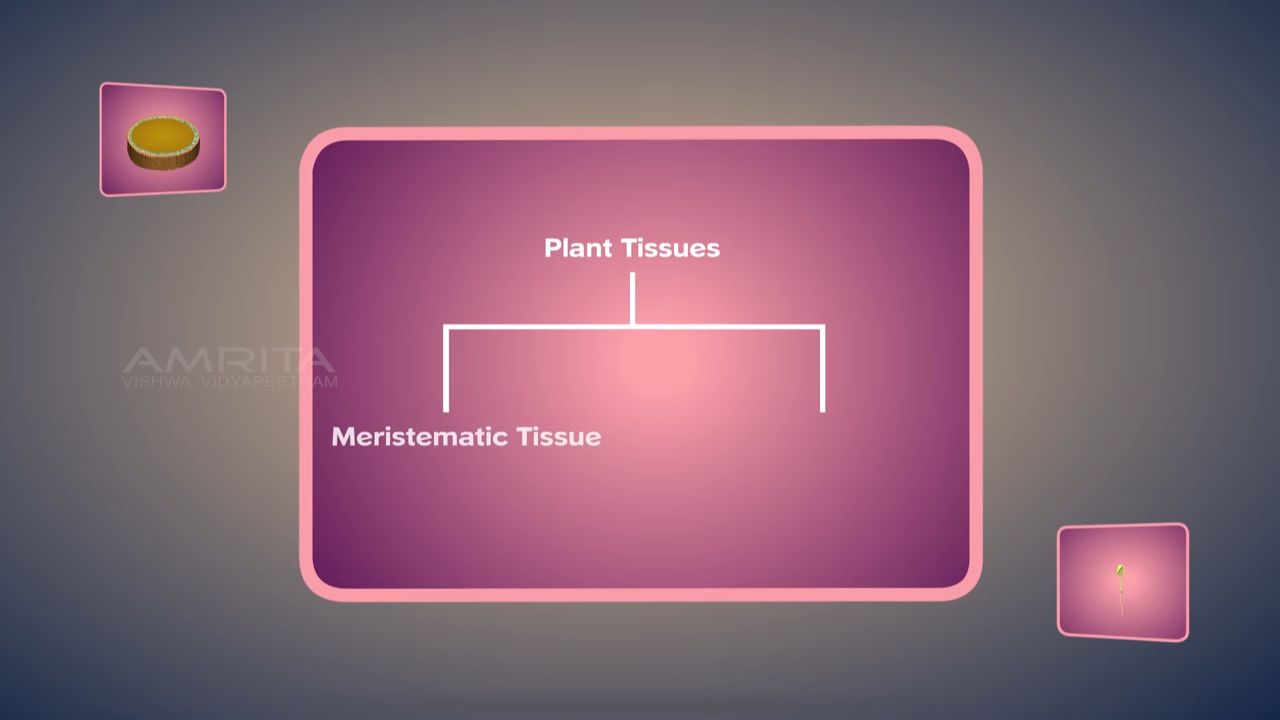 Plant Tissues
AMRITA
VISHWA VIDYAPEETHAM
Meristematic Tissue